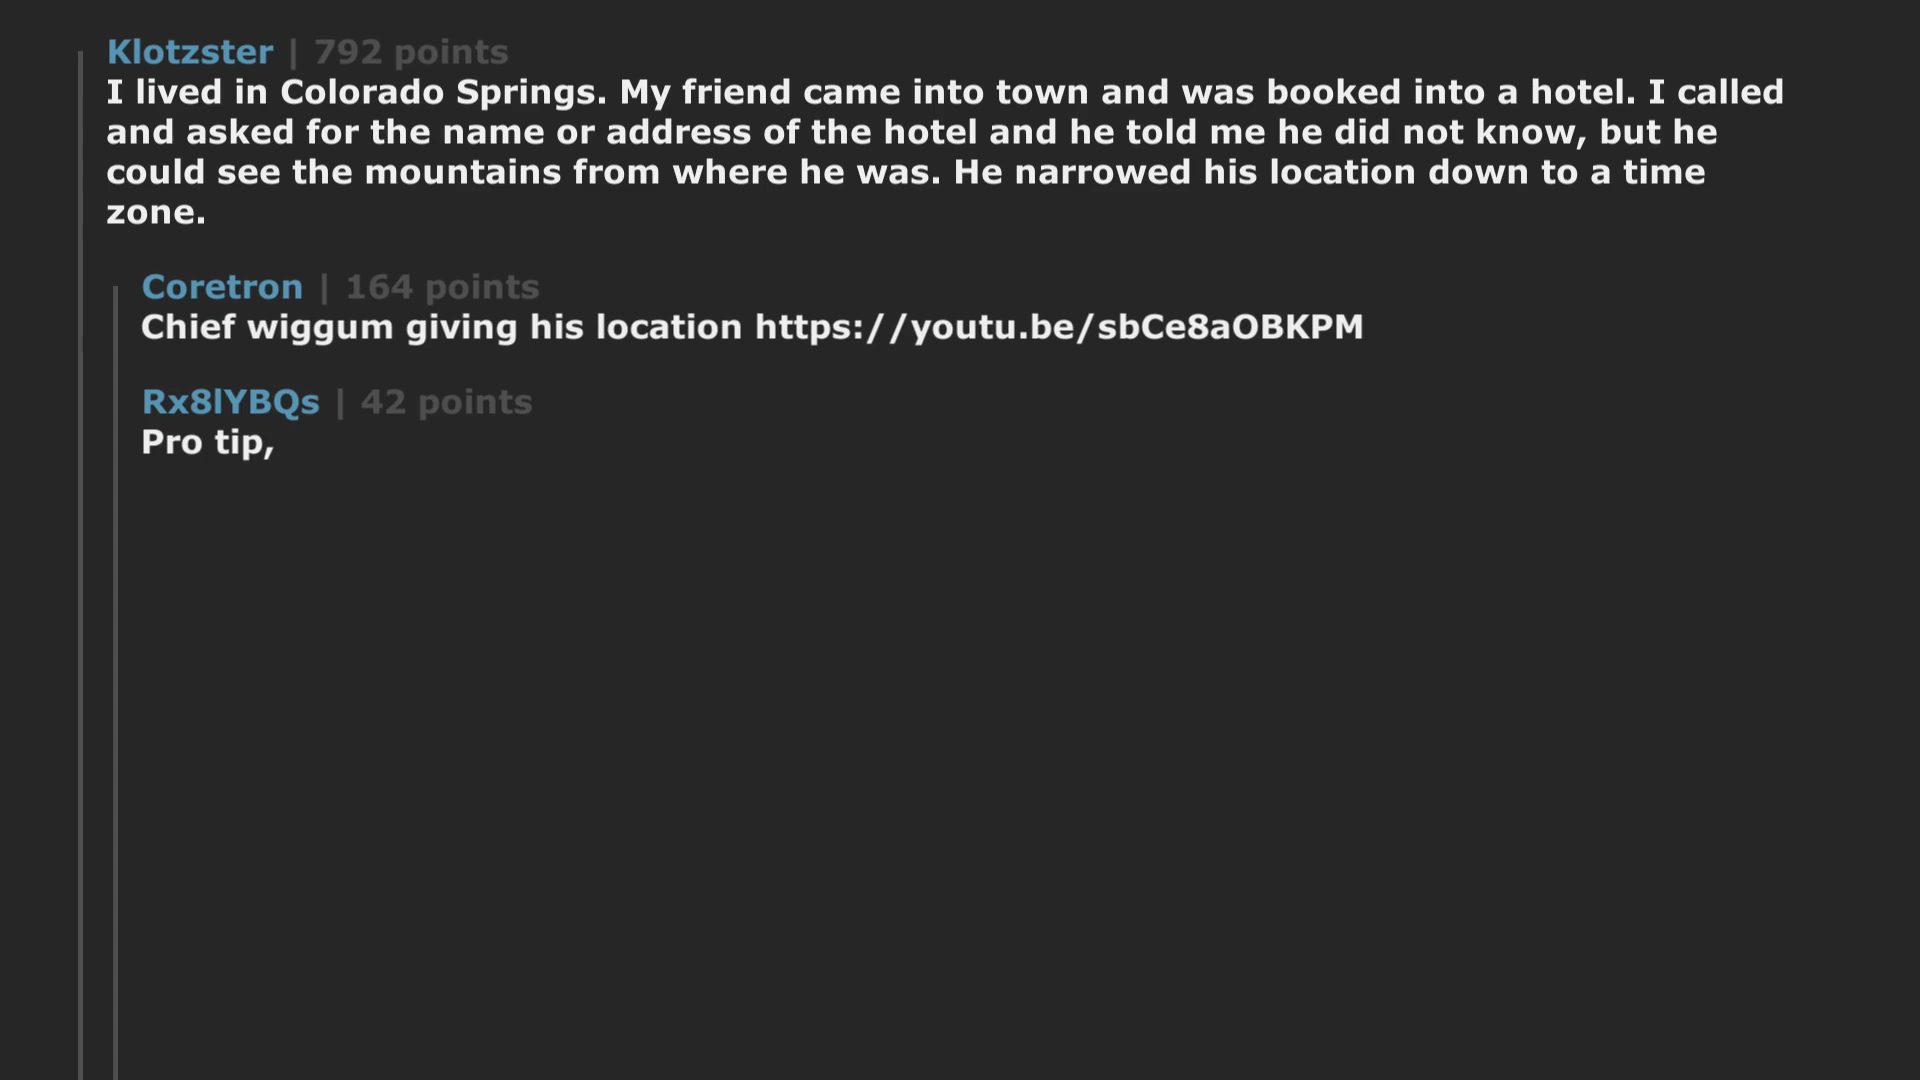 Klotzster | 792 points
I lived in Colorado Springs. My friend came into town and was booked into a hotel. I called
and asked for the name or address of the hotel and he told me he did not know, but he
could see the mountains from where he was. He narrowed his location down to a time
zone.
Coretron | 164 points
Chief wiggum giving his location https://youtu.be/sbCe8aOBKPM
Rx8lYBQs | 42 points
Pro tip,